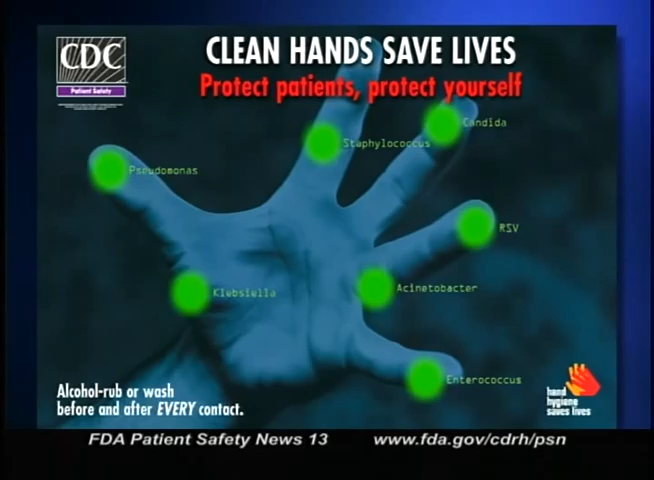 CDC
Patient Safety
CLEAN HANDS SAVE LIVES
Protect patients, protect yourself
Candida
Staphylococcus
Pseudomonas
RSV
Klebsiella
Acinetobacter
Enterococcus
Alcohol-rub or wash
before and after EVERY contact.
hand
hygiene
saves lives
FDA Patient Safety News 13
www.fda.gov/cdrh/psn